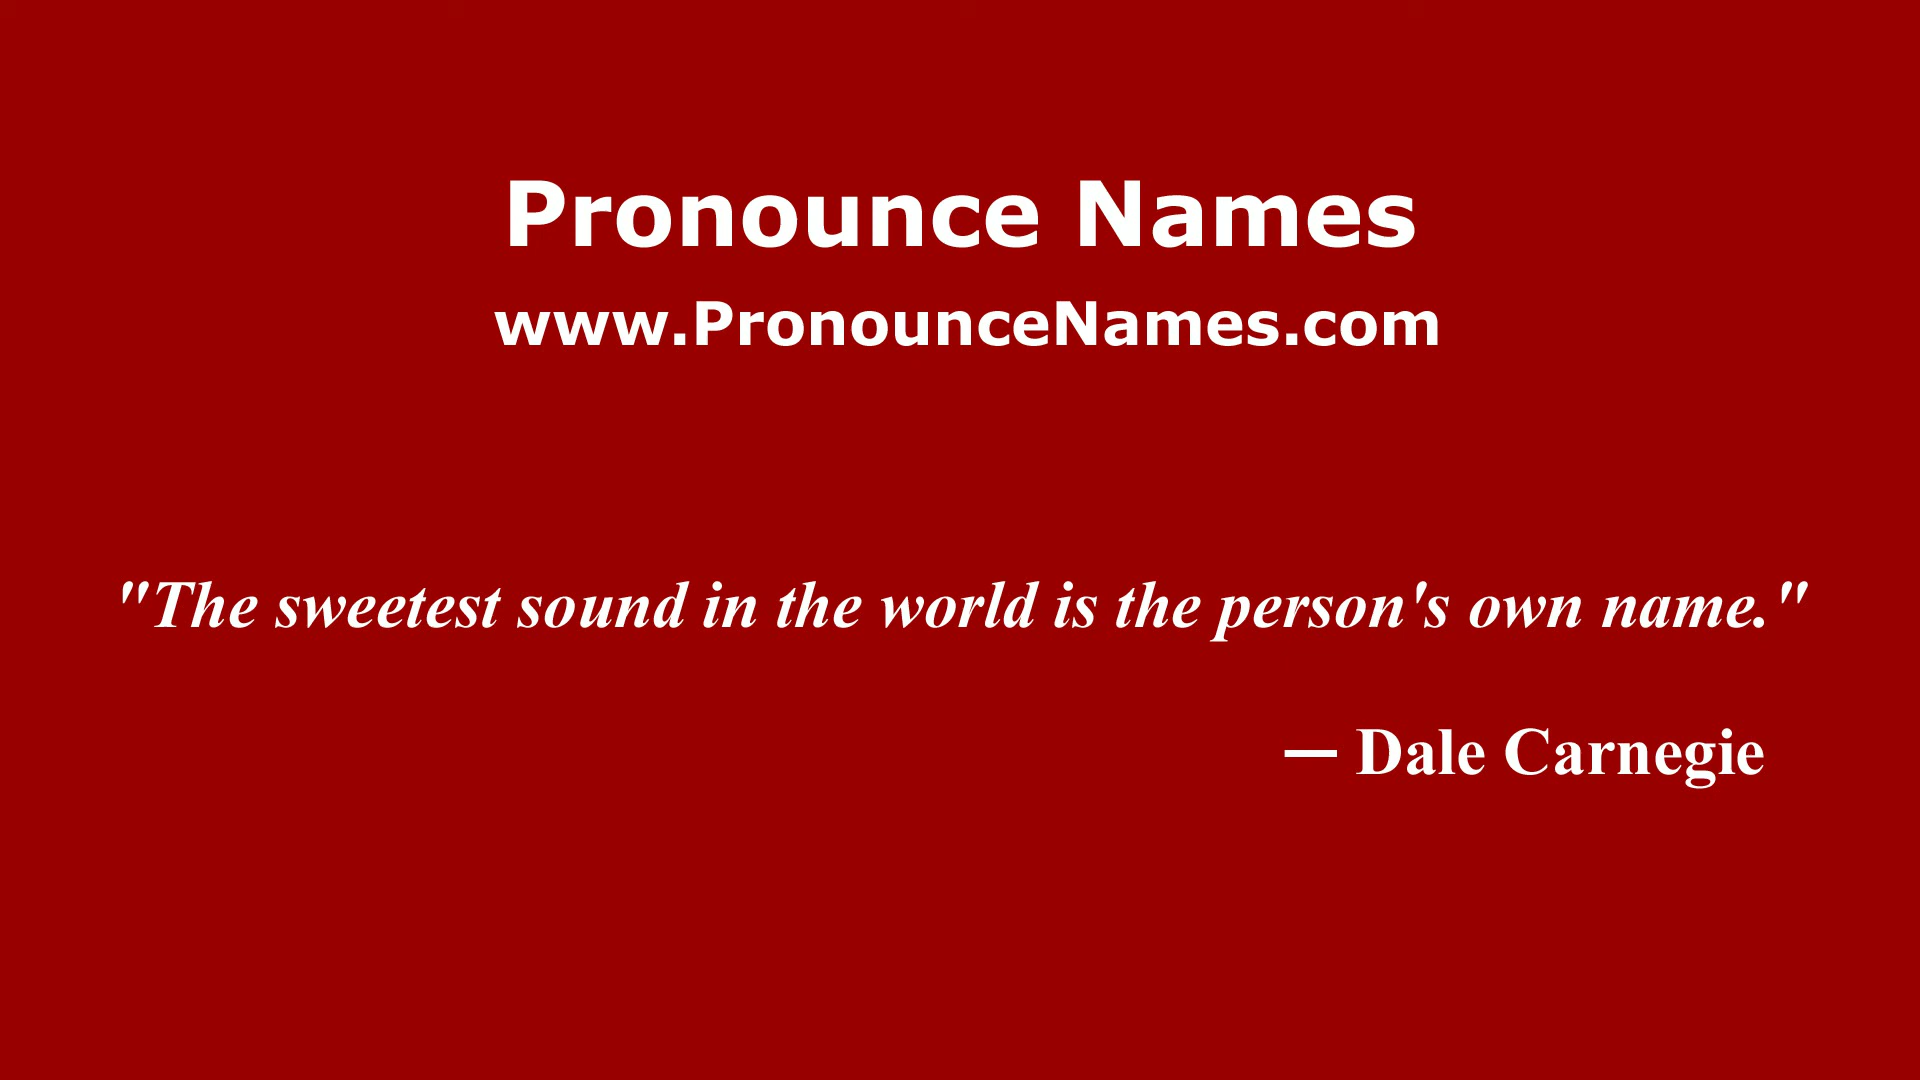 Pronounce Names
www.PronounceNames.com
"The sweetest sound in the world is the person's own name."
— Dale Carnegie